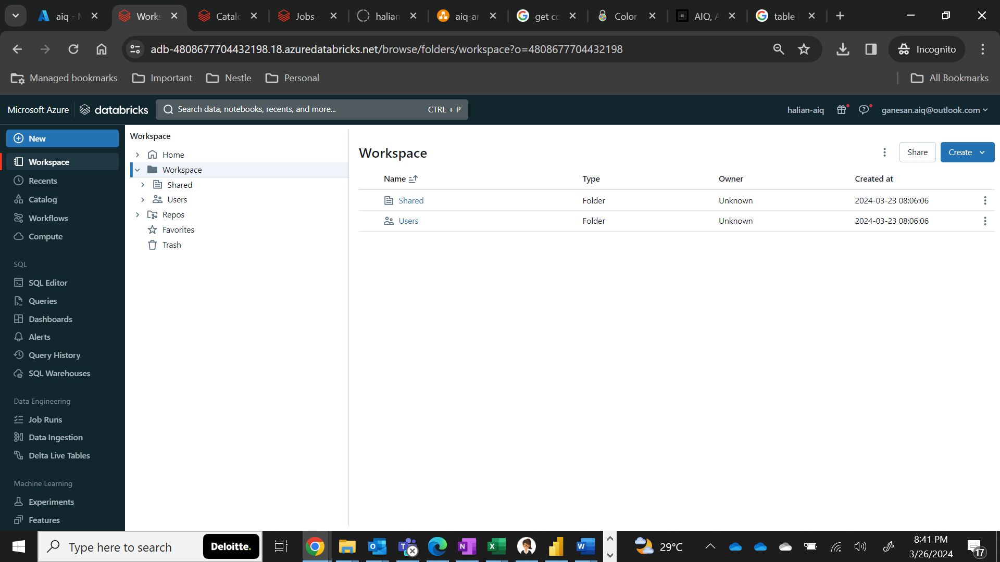 aiq - M
Works
Catalo
Jobs -
halian
aiq-ar
get co
Color
AIQ, A
table i
adb-4808677704432198.18.azuredatabricks.net/browse/folders/workspace?o=4808677704432198
Incognito
Managed bookmarks
Important
Nestle
Personal
All Bookmarks
Microsoft Azure
databricks
Search data, notebooks, recents, and more...
CTRL + P
halian-aiq
ganesan.aiq@outlook.com
New
Workspace
Recents
Catalog
Workflows
Compute
SQL
SQL Editor
Queries
Dashboards
Alerts
Query History
SQL Warehouses
Data Engineering
Job Runs
Data Ingestion
Delta Live Tables
Machine Learning
Experiments
Features
Workspace
Home
Workspace
Shared
Users
Repos
Favorites
Trash
Workspace
Share
Create
Name Type Owner Created at
Shared Folder Unknown 2024-03-23 08:06:06
Users Folder Unknown 2024-03-23 08:06:06
Type here to search
Deloitte.
29°C
8:41 PM
3/26/2024
17